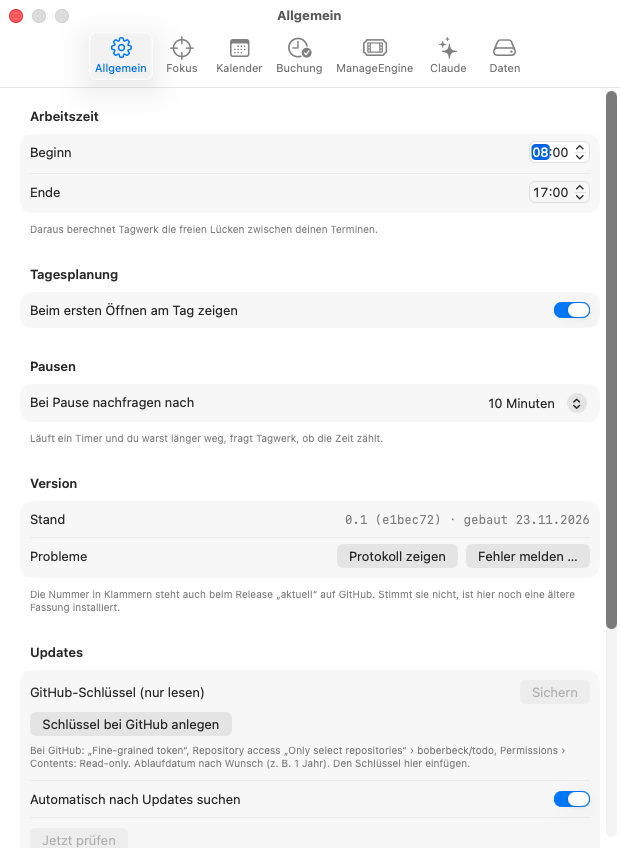 Allgemein
Allgemein Fokus Kalender Buchung ManageEngine Claude Daten
Arbeitszeit
Beginn 08:00
Ende 17:00
Daraus berechnet Tagwerk die freien Lücken zwischen deinen Terminen.
Tagesplanung
Beim ersten Öffnen am Tag zeigen
Pausen
Bei Pause nachfragen nach 10 Minuten
Läuft ein Timer und du warst länger weg, fragt Tagwerk, ob die Zeit zählt.
Version
Stand 0.1 (e1bec72) · gebaut 23.11.2026
Probleme Protokoll zeigen Fehler melden ...
Die Nummer in Klammern steht auch beim Release „aktuell“ auf GitHub. Stimmt sie nicht, ist hier noch eine ältere
Fassung installiert.
Updates
GitHub-Schlüssel (nur lesen) Sichern
Schlüssel bei GitHub anlegen
Bei GitHub: „Fine-grained token“, Repository access „Only select repositories“ › boberbeck/todo, Permissions ›
Contents: Read-only. Ablaufdatum nach Wunsch (z. B. 1 Jahr). Den Schlüssel hier einfügen.
Automatisch nach Updates suchen
Jetzt prüfen